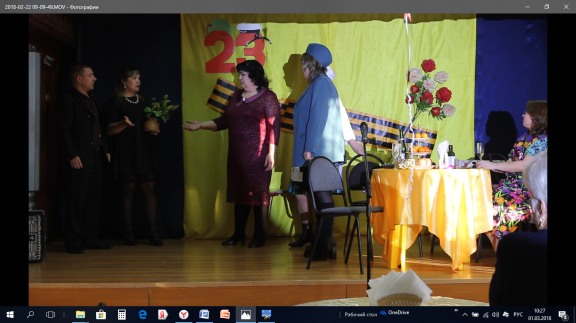 2018-02-22 09-09-49.MOV - Фотографии
23
Рабочий стол
OneDrive
РУС
10:27
01.03.2018